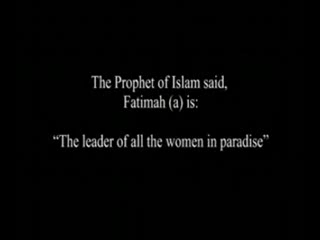 The Prophet of Islam said,
Fatimah (a) is:
“The leader of all the women in paradise”